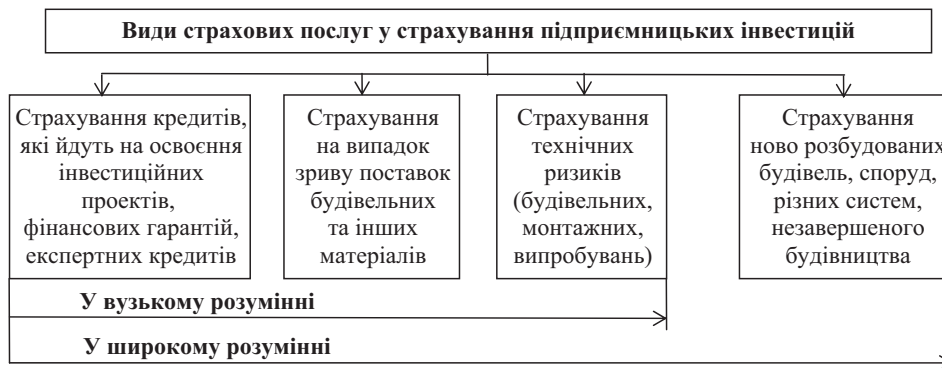 Види страхових послуг у страхування підприємницьких інвестицій
Страхування кредитів,
які йдуть на освоєння
інвестиційних
проектів,
фінансових гарантій,
експертних кредитів
Страхування
на випадок
зриву поставок
будівельних
та інших
матеріалів
Страхування
технічних
ризиків
(будівельних,
монтажних,
випробувань)
Страхування
ново розбудованих
будівель, споруд,
різних систем,
незавершеного
будівництва
У вузькому розумінні
У широкому розумінні